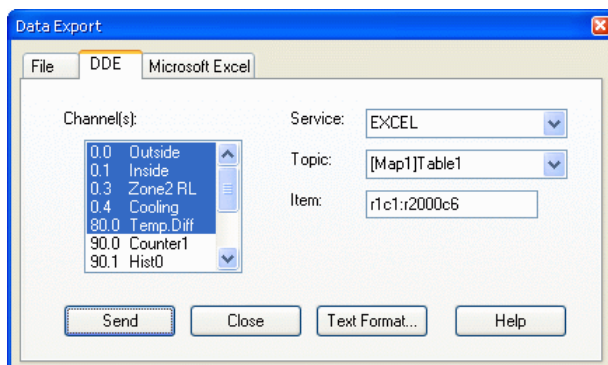 Data Export
File DDE Microsoft Excel
Channel(s):
0.0 Outside
0.1 Inside
0.3 Zone2 RL
0.4 Cooling
80.0 Temp.Diff
90.0 Counter1
90.1 Hist0
Service: EXCEL
Topic: [Map1]Table1
Item: r1c1:r2000c6
Send Close Text Format... Help